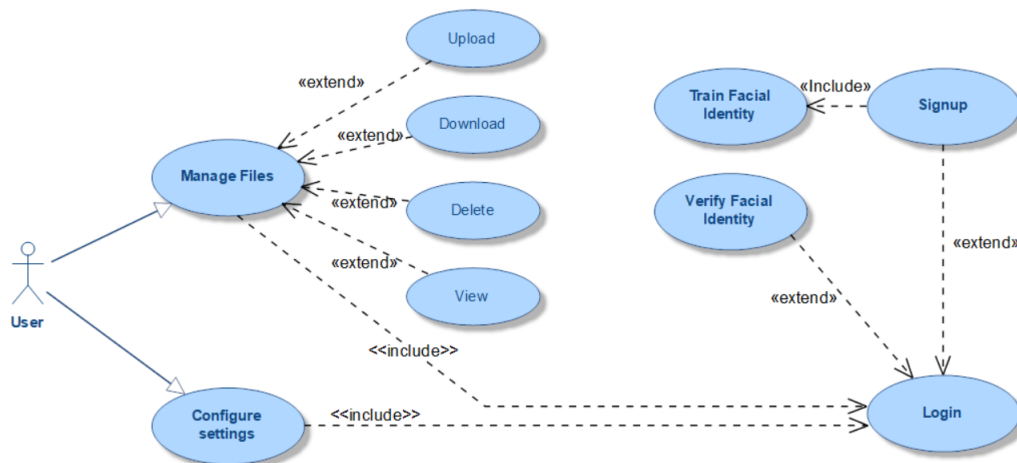 Upload
«extend»
Download
«extend»
Manage Files
Delete
«extend»
View
«extend»
User
<<include>>
Configure
settings
<<include>>
Train Facial
Identity
«Include»
Signup
Verify Facial
Identity
«extend»
«extend»
Login